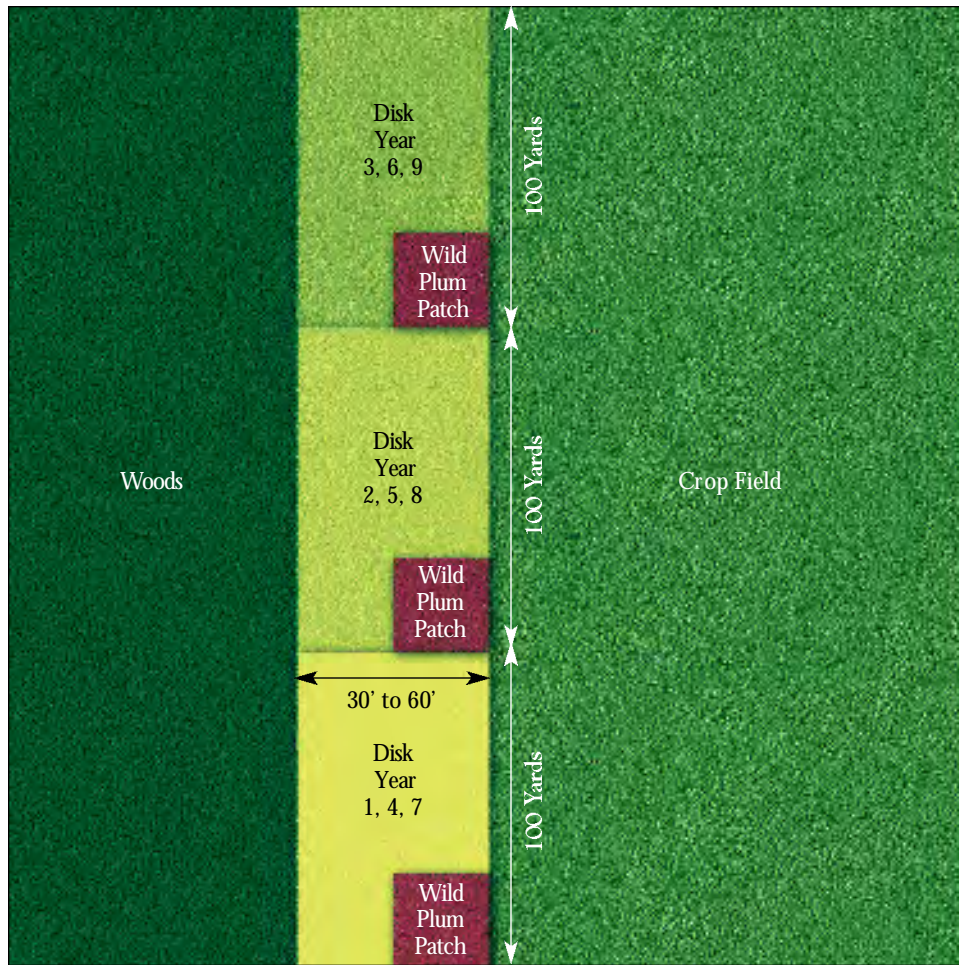 Disk
Year
3, 6, 9
100 Yards
Wild
Plum
Patch
Woods
Disk
Year
2, 5, 8
100 Yards
Crop Field
Wild
Plum
Patch
30' to 60'
Disk
Year
1, 4, 7
100 Yards
Wild
Plum
Patch